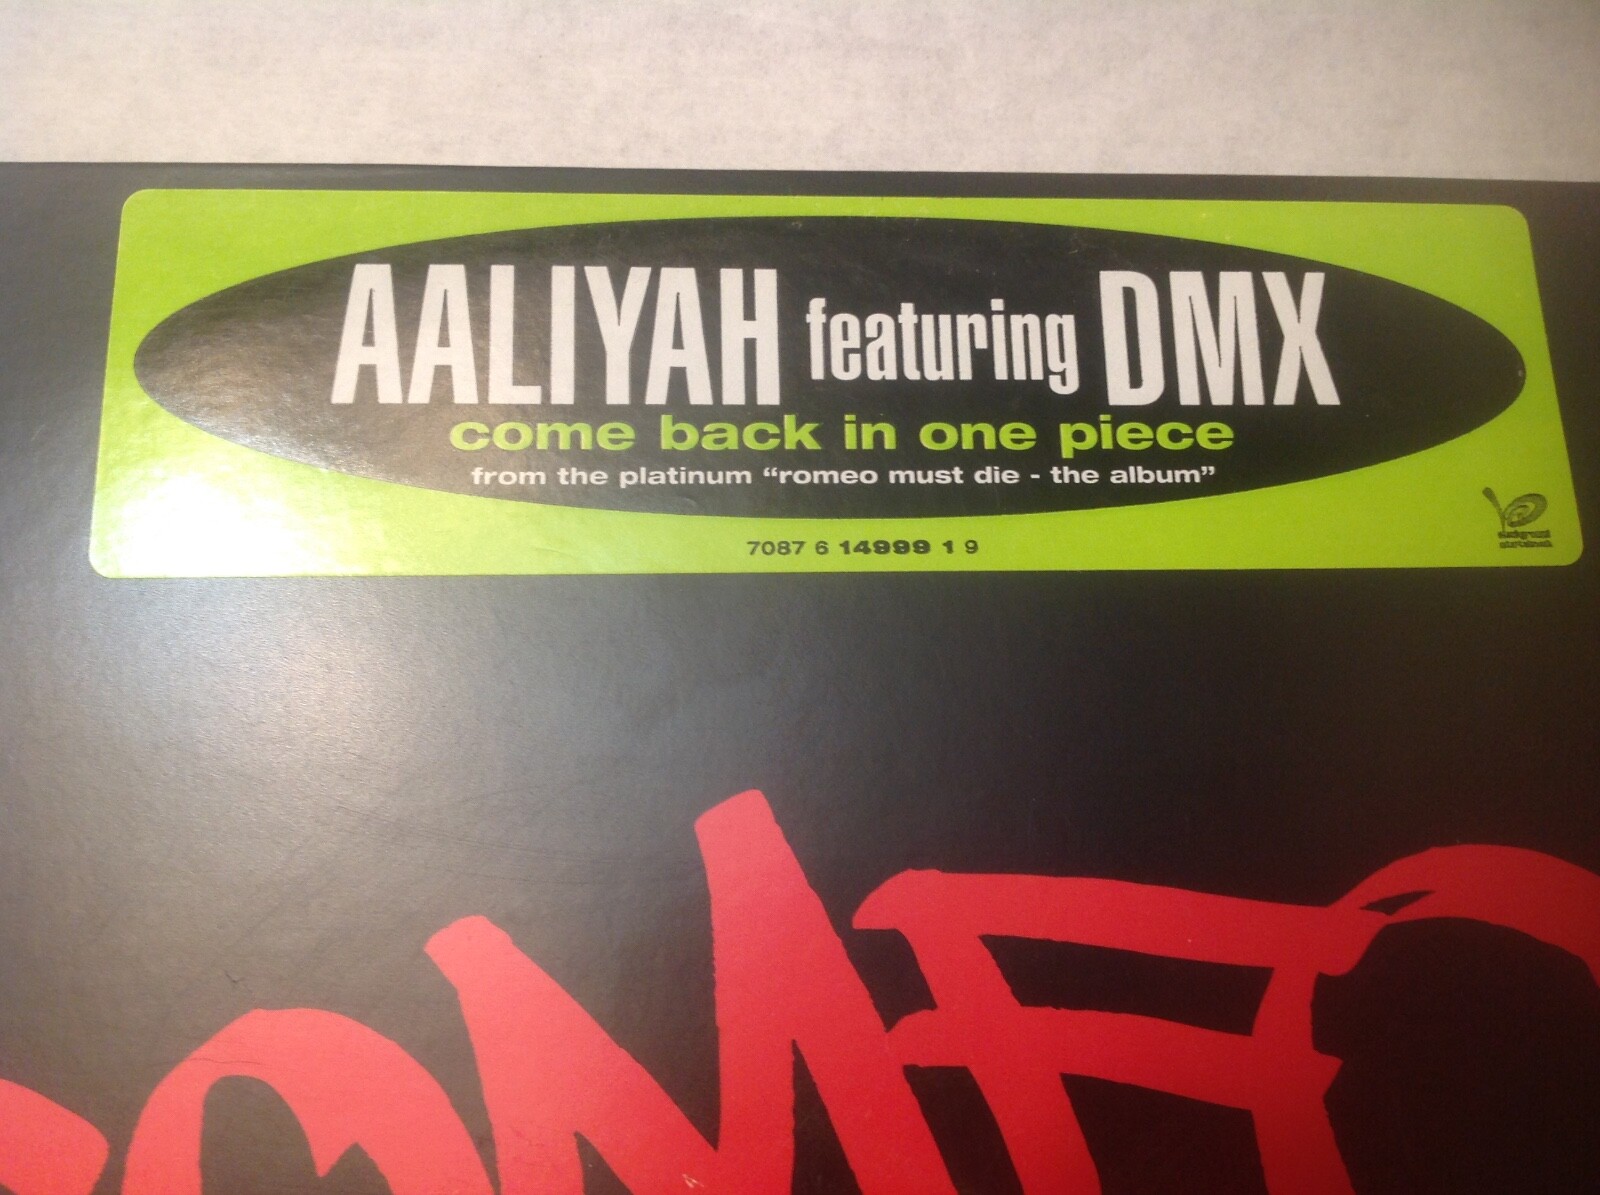 AALIYAH featuring DMX
come back in one piece
from the platinum “romeo must die - the album”
7087 6 14999 1 9
ROMEO